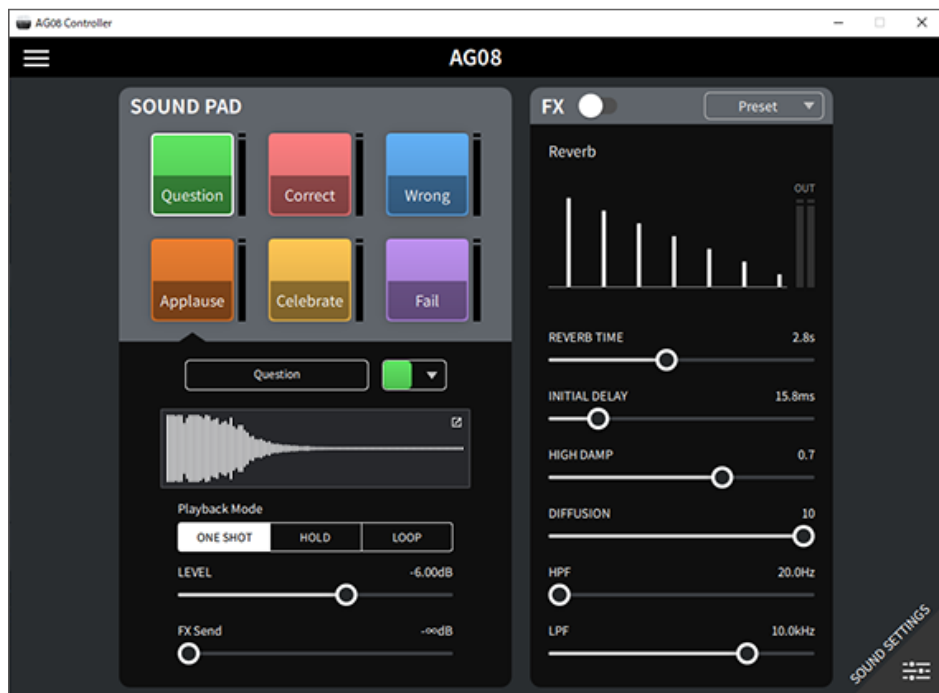 AG08 Controller
AG08
SOUND PAD
Question
Correct
Wrong
Applause
Celebrate
Fail
Question
Playback Mode
ONE SHOT
HOLD
LOOP
LEVEL
-6.00dB
FX Send
-∞dB
FX
Preset
Reverb
OUT
REVERB TIME
2.8s
INITIAL DELAY
15.8ms
HIGH DAMP
0.7
DIFFUSION
10
HPF
20.0Hz
LPF
10.0kHz
SOUND SETTINGS